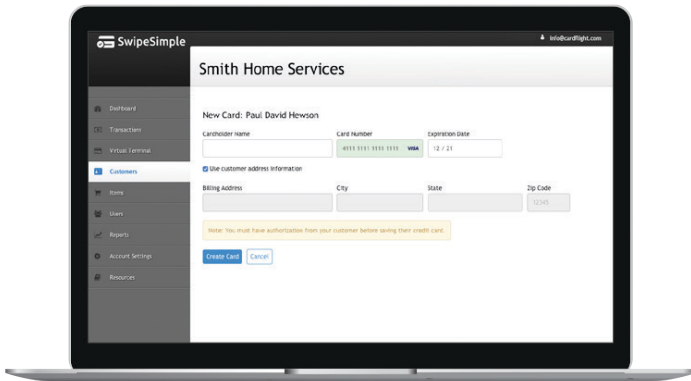 SwipeSimple
info@cardflight.com
Smith Home Services
Dashboard
Transactions
Virtual Terminal
Customers
Items
Users
Reports
Account Settings
Resources
New Card: Paul David Hewson
Cardholder Name Card Number Expiration Date
4111 1111 1111 1111 VISA 12 / 21
Use customer address information
Billing Address City State Zip Code
12345
Note: You must have authorization from your customer before saving their credit card.
Create Card Cancel